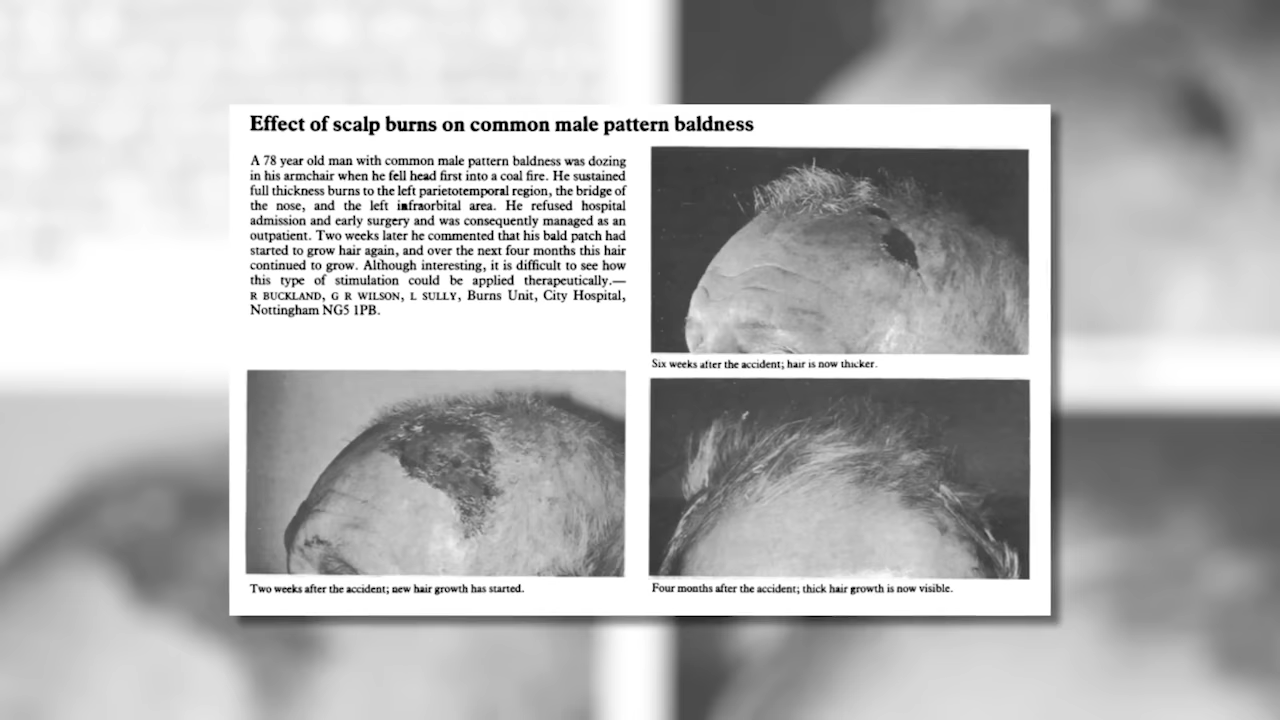 Effect of scalp burns on common male pattern baldness
A 78 year old man with common male pattern baldness was dozing
in his armchair when he fell head first into a coal fire. He sustained
full thickness burns to the left parietotemporal region, the bridge of
the nose, and the left infraorbital area. He refused hospital
admission and early surgery and was consequently managed as an
outpatient. Two weeks later he commented that his bald patch had
started to grow hair again, and over the next four months this hair
continued to grow. Although interesting, it is difficult to see how
this type of stimulation could be applied therapeutically.—
R BUCKLAND, G R WILSON, L SULLY, Burns Unit, City Hospital,
Nottingham NG5 1PB.
Six weeks after the accident; hair is now thicker.
Two weeks after the accident; new hair growth has started.
Four months after the accident; thick hair growth is now visible.